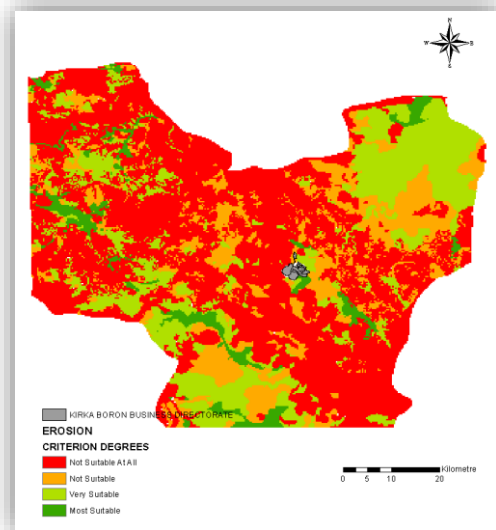 N
W E
S
KIRKA BORON BUSINESS DIRECTORATE
EROSION
CRITERION DEGREES
Not Suitable At All
Not Suitable
Very Suitable
Most Suitable
Kilometre
0 5 10 20